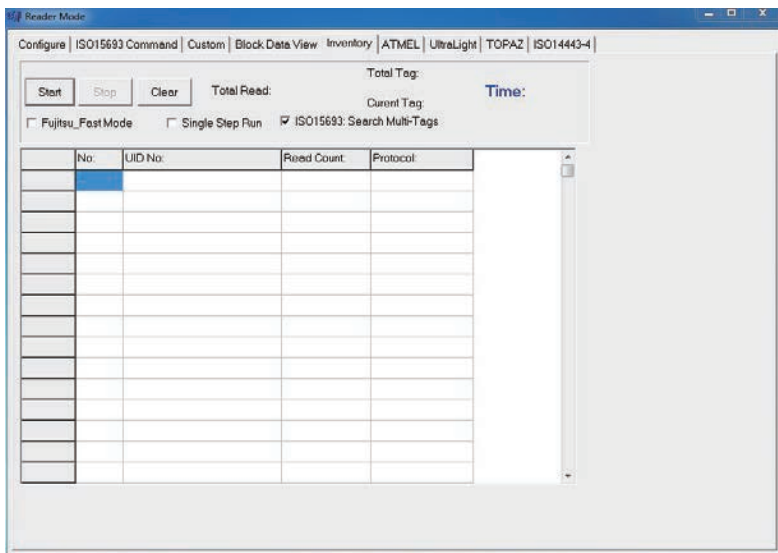 Reader Mode
Configure ISO15693 Command Custom Block Data View Inventory ATMEL UltraLight TOPAZ ISO14443-4
Total Tag:
Start Stop Clear Total Read: Time:
Curent Tag:
Fujitsu_Fast Mode Single Step Run ISO15693: Search Multi-Tags
No: UID No: Read Count: Protocol: